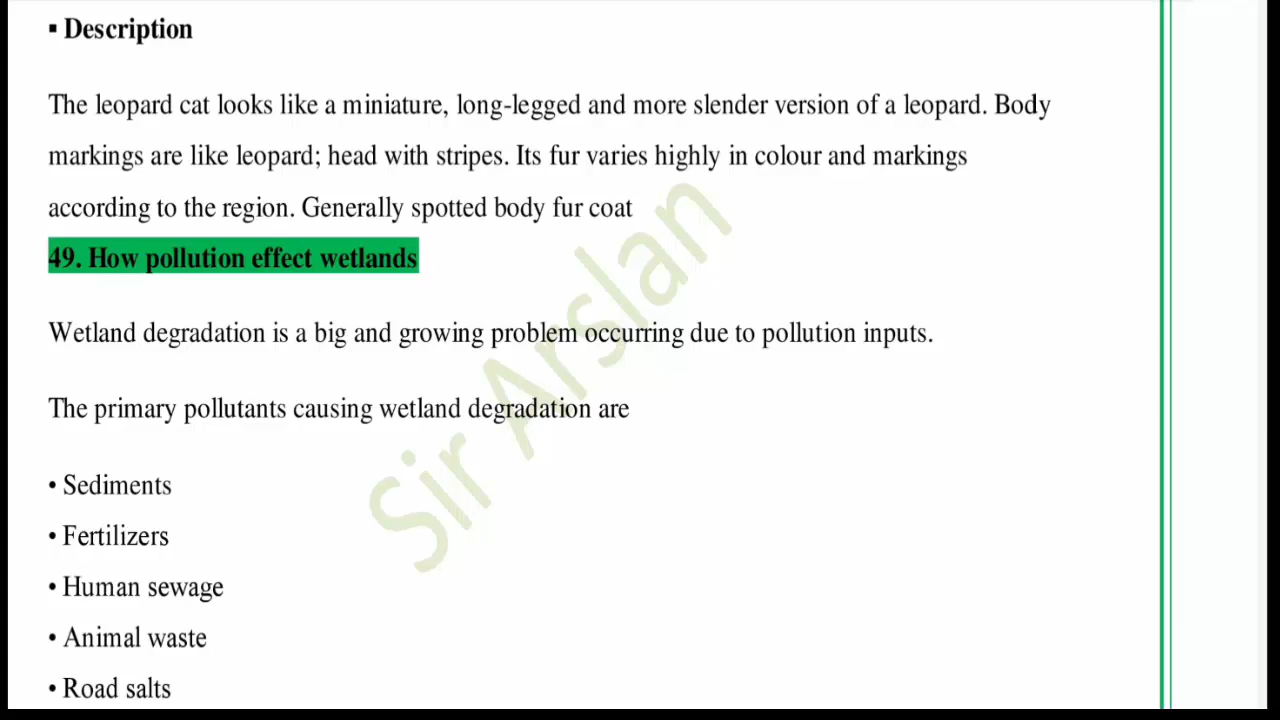 ▪ Description
The leopard cat looks like a miniature, long-legged and more slender version of a leopard. Body
markings are like leopard; head with stripes. Its fur varies highly in colour and markings
according to the region. Generally spotted body fur coat
49. How pollution effect wetlands
Wetland degradation is a big and growing problem occurring due to pollution inputs.
The primary pollutants causing wetland degradation are
• Sediments
• Fertilizers
• Human sewage
• Animal waste
• Road salts
Sir Arslan